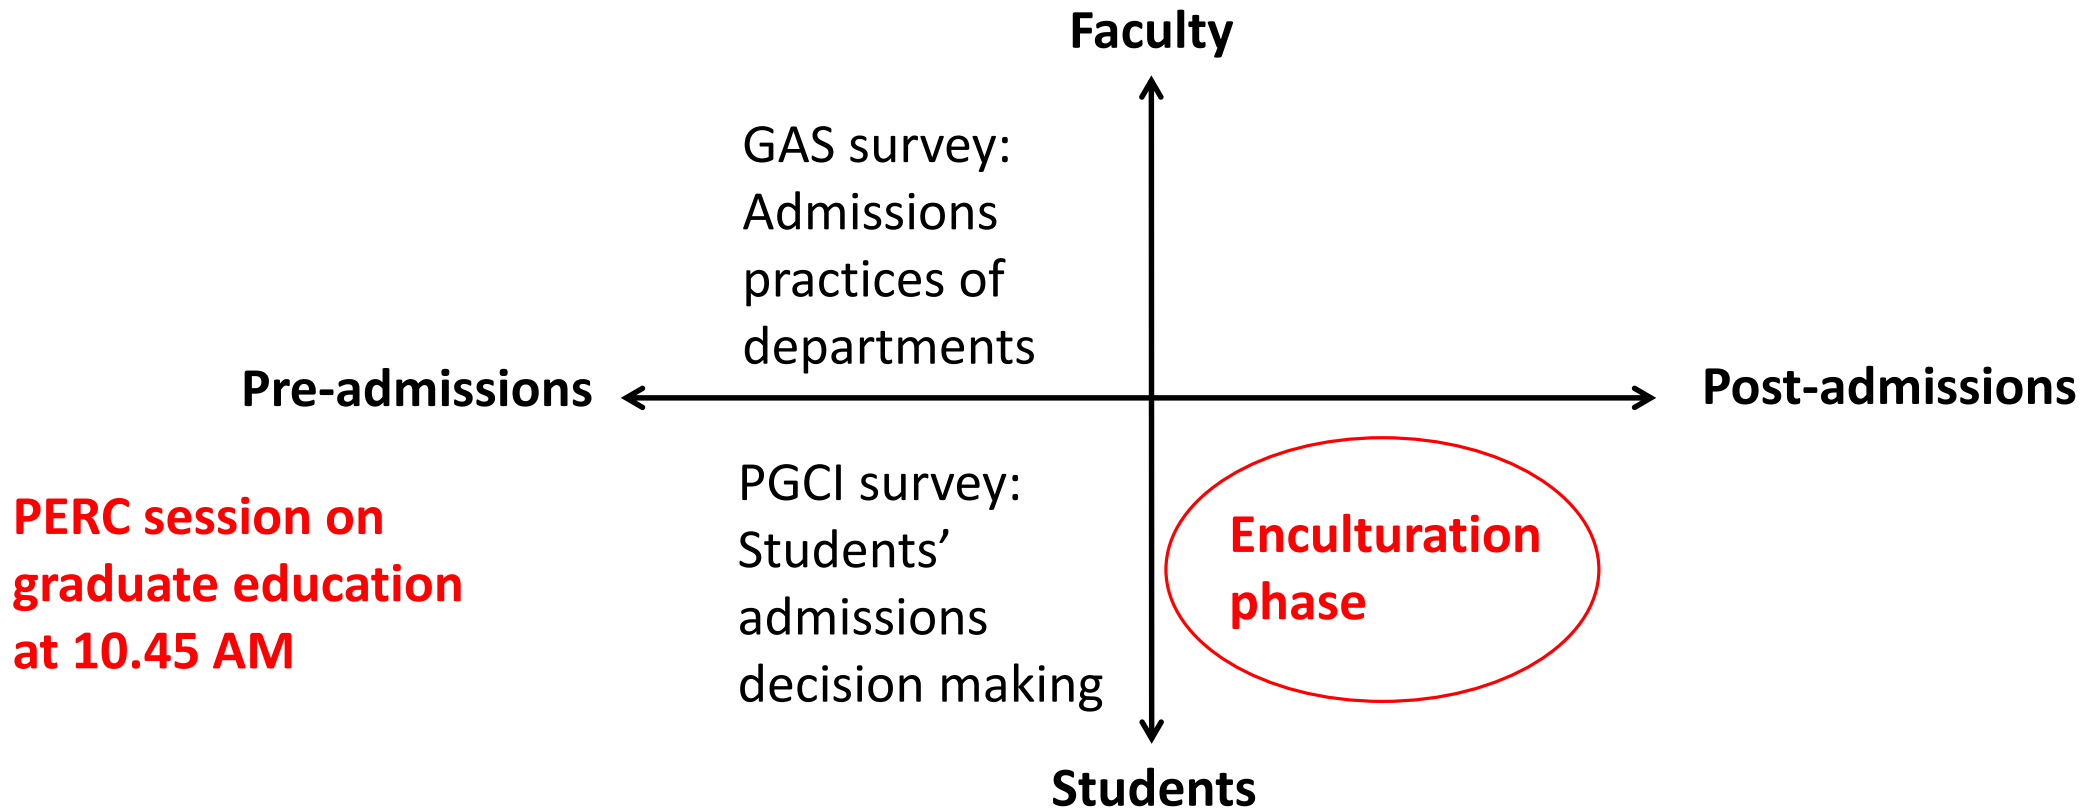 Faculty
GAS survey:
Admissions
practices of
departments
Pre-admissions
Post-admissions
PERC session on
graduate education
at 10.45 AM
PGCI survey:
Students’
admissions
decision making
Enculturation
phase
Students